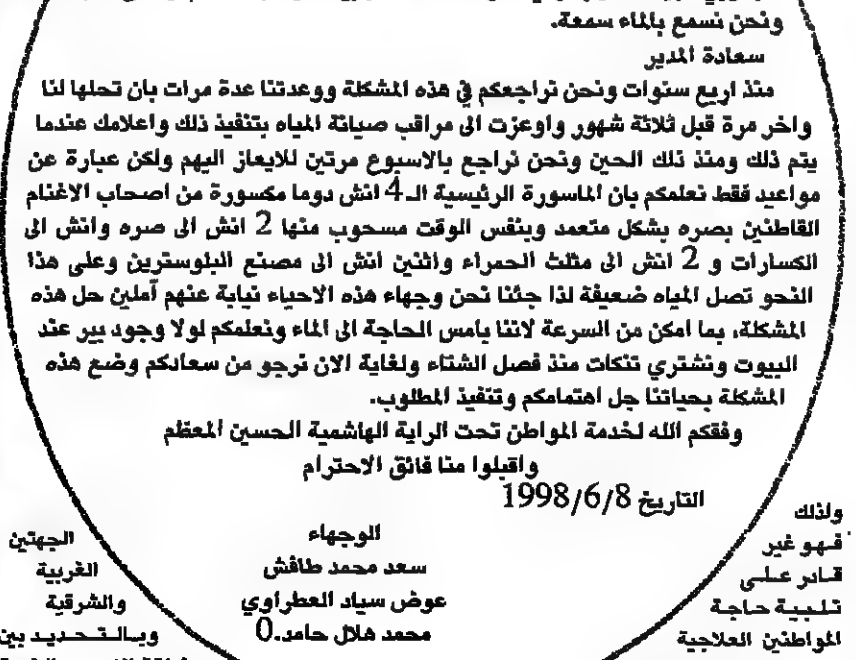 ونحن نسمع بالماء سمعة.
سعادة المدير
منذ اربع سنوات ونحن نراجعكم في هذه المشكلة ووعدتنا عدة مرات بان تحلها لنا
واخر مرة قبل ثلاثة شهور واوعزت الى مراقب صيانة المياه بتنفيذ ذلك واعلامك عندما
يتم ذلك ومنذ ذلك الحين ونحن نراجع بالاسبوع مرتين للايعاز اليهم ولكن عبارة عن
مواعيد فقط نعلمكم بان الماسورة الرئيسية الـ4 انش دوما مكسورة من اصحاب الاغنام
القاطنين بصره بشكل متعمد وبنفس الوقت مسحوب منها 2 انش الى صره وانش الى
الكسارات و 2 انش الى مثلث الحمراء واثنين انش الى مصنع البلوسترين وعلى هذا
النحو تصل المياه ضعيفة لذا جئنا نحن وجهاء هذه الاحياء نيابة عنهم آملين حل هذه
المشكلة، بما امكن من السرعة لاننا بامس الحاجة الى الماء ونعلمكم لولا وجود بير عند
البيوت ونشتري تنكات منذ فصل الشتاء ولغاية الان نرجو من سعادكم وضع هذه
المشكلة بحياتنا جل اهتمامكم وتنفيذ المطلوب.
وفقكم الله لخدمة المواطن تحت الراية الهاشمية الحسين المعظم
واقبلوا منا فائق الاحترام
التاريخ 1998/6/8
الوجهاء
سعد محمد طافش
عوض سياد العطراوي
محمد هلال حامد.0
ولذلك
فهو غير
قادر على
تلبية حاجة
المواطنين العلاجية
الجهتين
الغربية
والشرقية
وبالتحديد بين